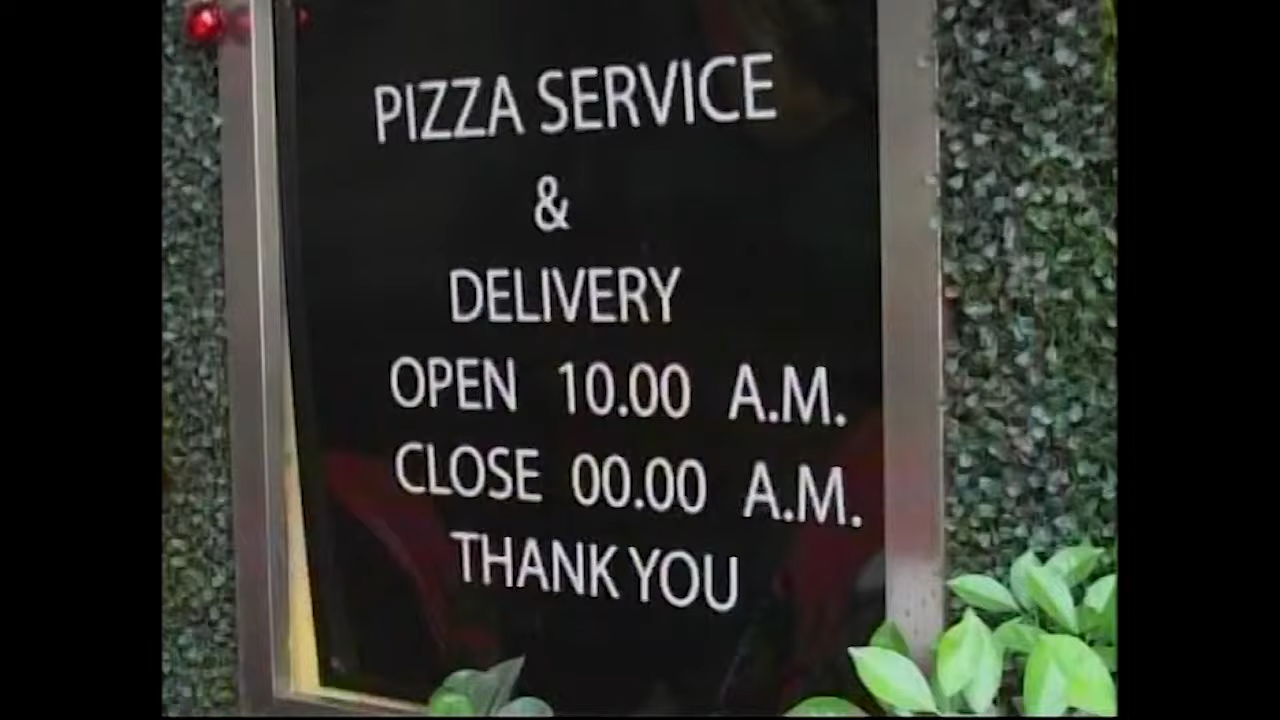 PIZZA SERVICE
&
DELIVERY
OPEN 10.00 A.M.
CLOSE 00.00 A.M.
THANK YOU